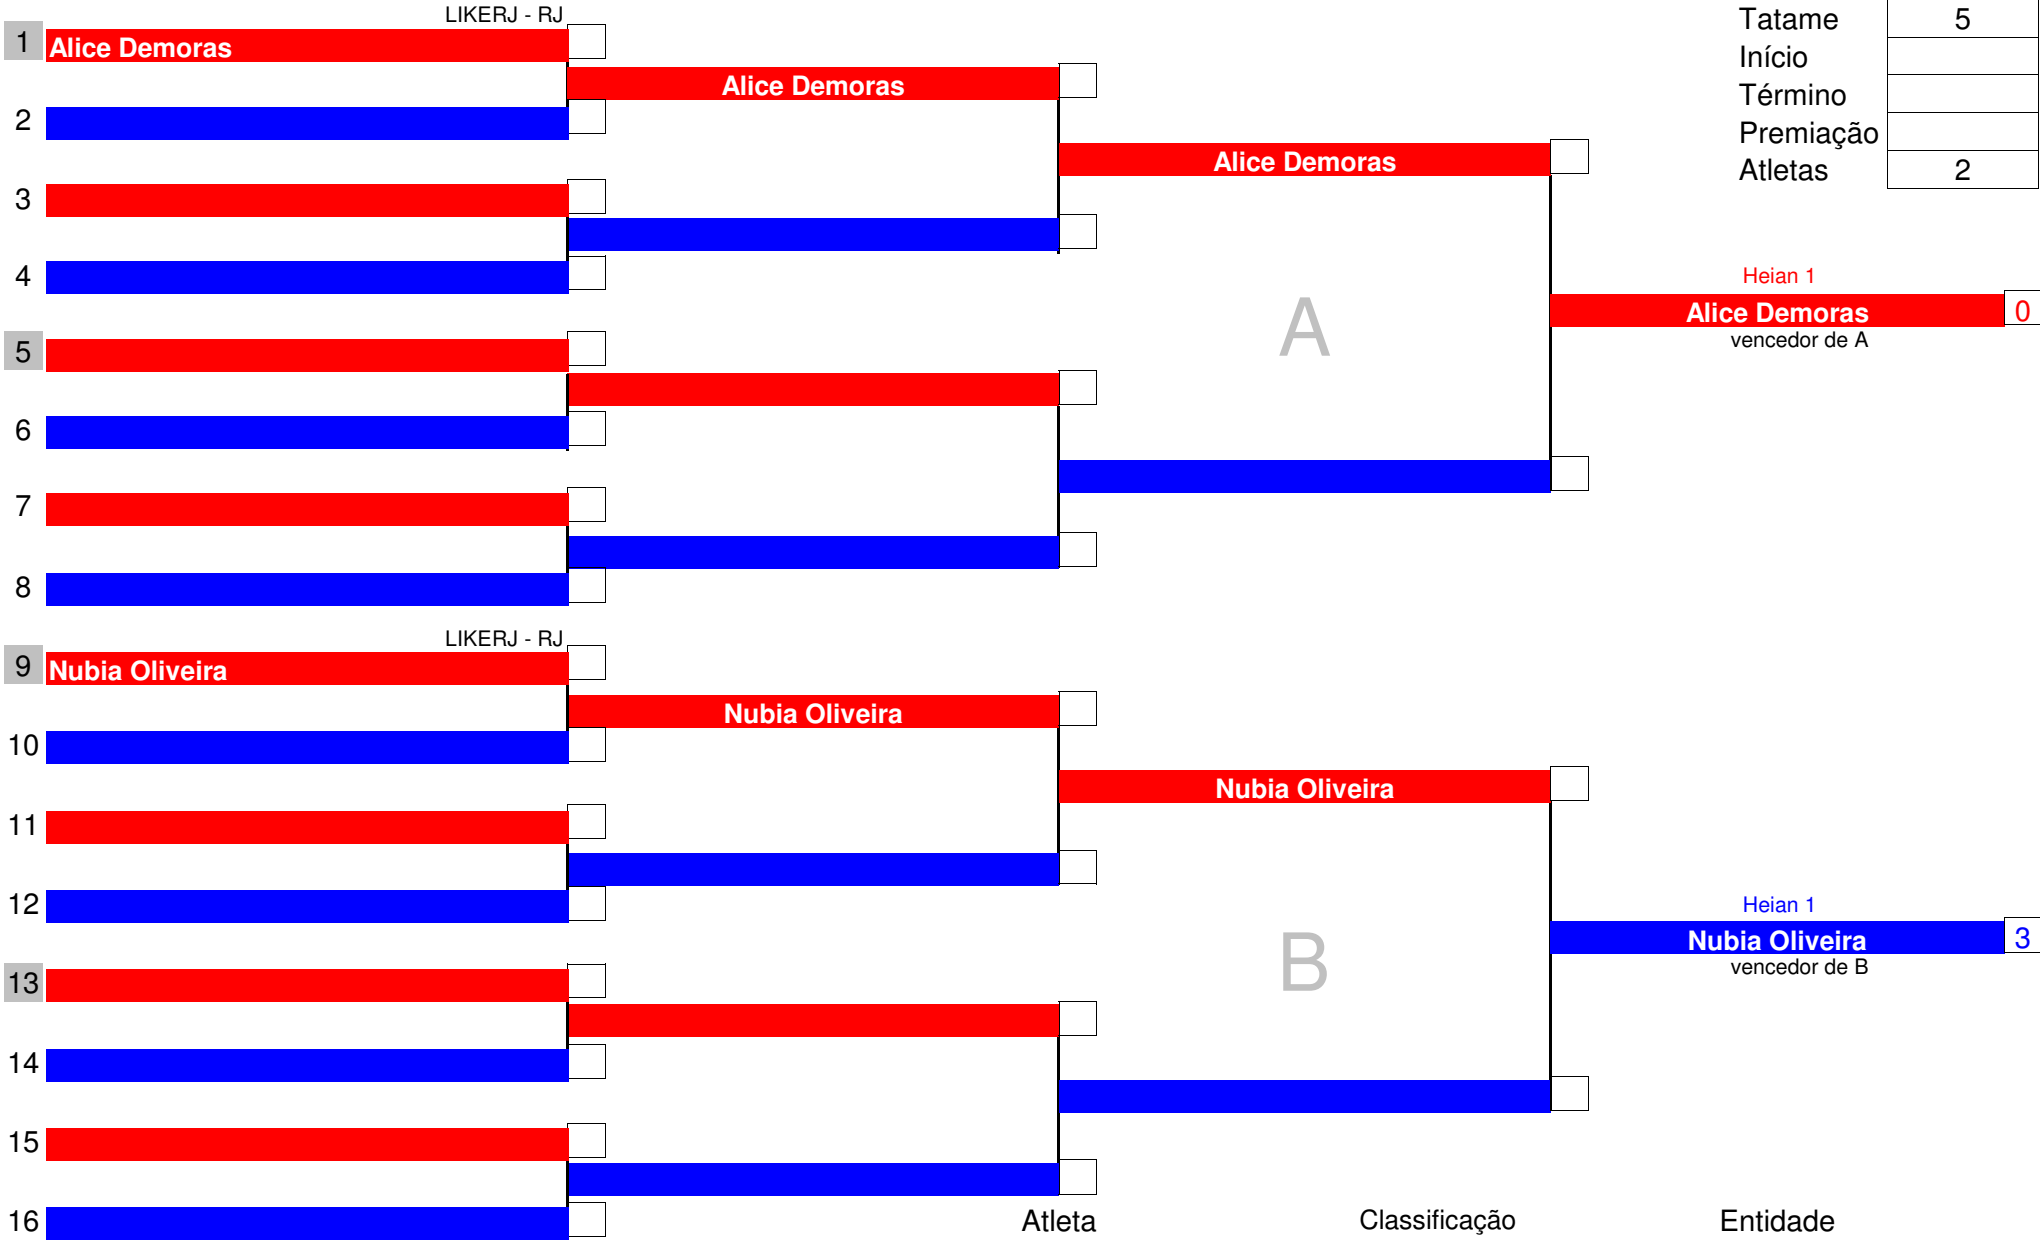 LIKERJ - RJ
Tatame 5
1 Alice Demoras
Início
Alice Demoras
Término
2
Premiação
Alice Demoras
Atletas 2
3
4
Heian 1
Alice Demoras 0
A
vencedor de A
5
6
7
8
LIKERJ - RJ
9 Nubia Oliveira
Nubia Oliveira
10
Nubia Oliveira
11
12
Heian 1
Nubia Oliveira 3
B
vencedor de B
13
14
15
16
Atleta Classificação Entidade